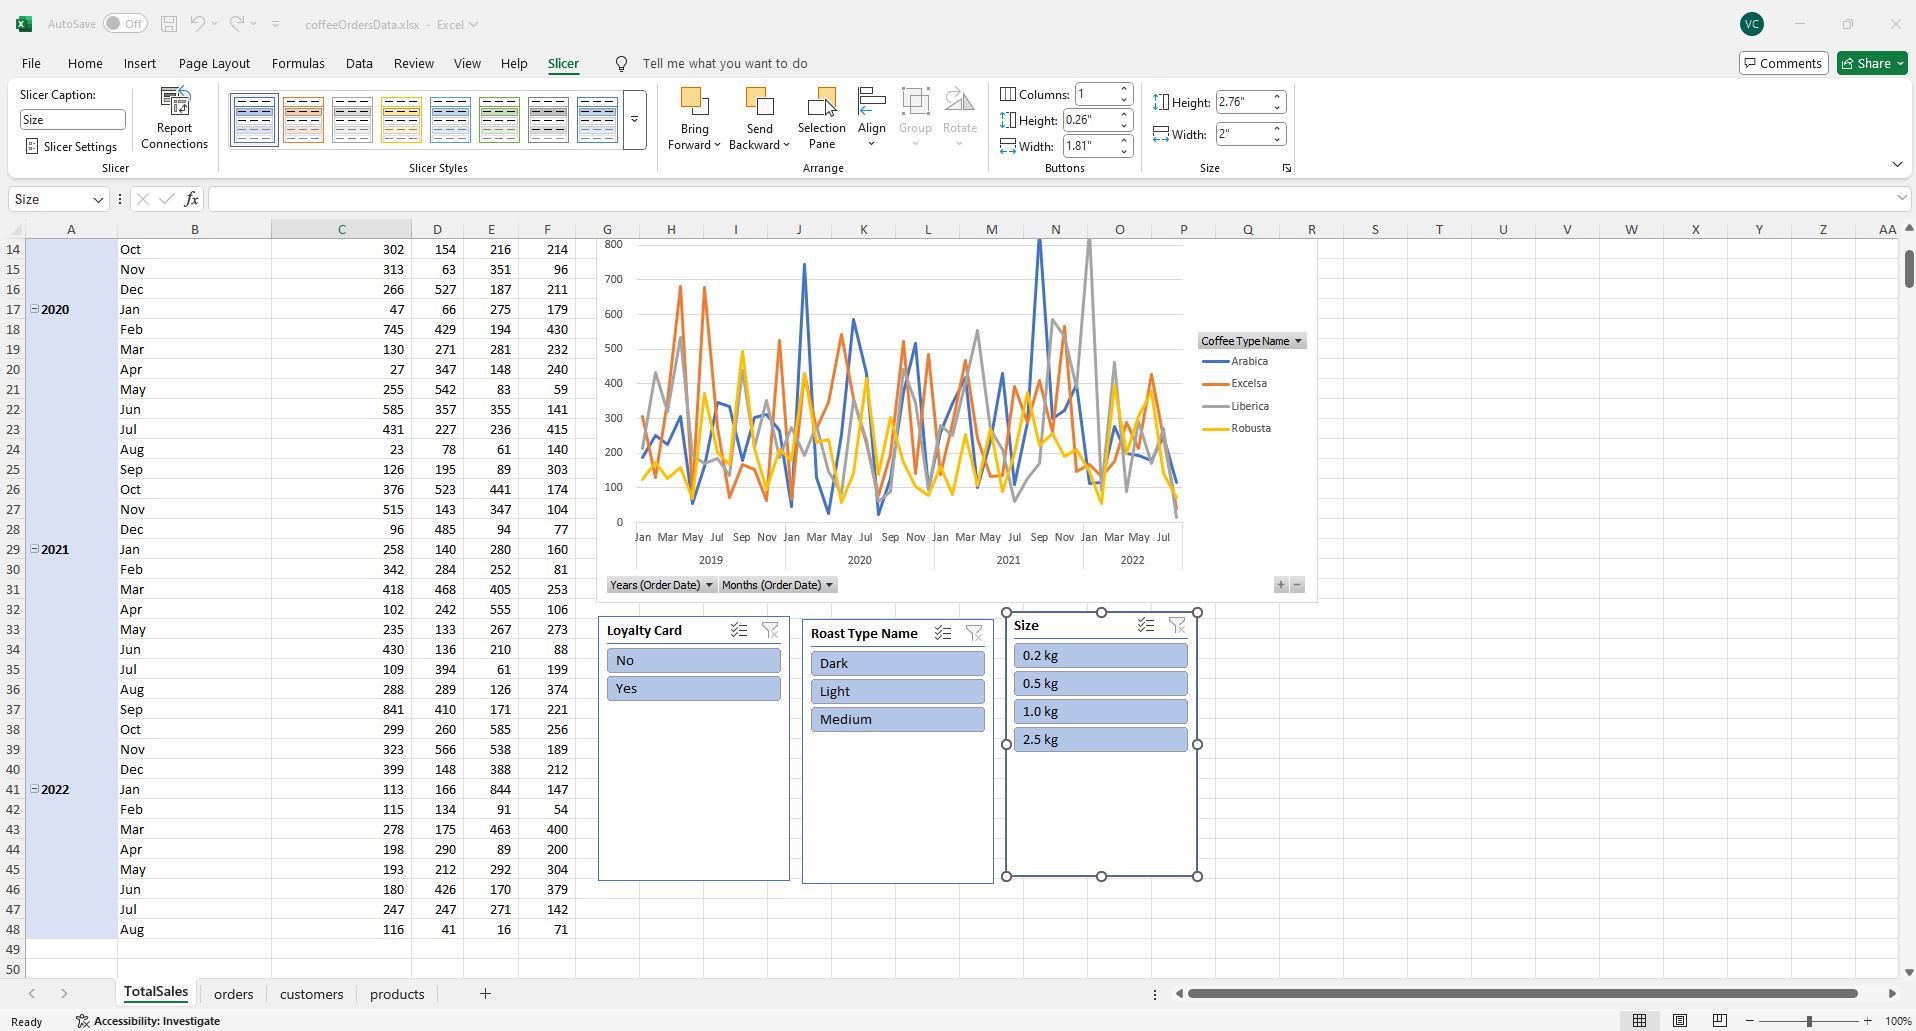 AutoSave Off coffeeOrdersData.xlsx - Excel VC
File Home Insert Page Layout Formulas Data Review View Help Slicer Tell me what you want to do Comments Share
Slicer Caption:
Size
Slicer Settings
Report Connections
Slicer
Slicer Styles
Bring Forward
Send Backward
Selection Pane
Align
Group
Rotate
Arrange
Columns: 1
Height: 0.26"
Width: 1.81"
Buttons
Height: 2.76"
Width: 2"
Size
Size fx
A B C D E F G H I J K L M N O P Q R S T U V W X Y Z AA
14 Oct 302 154 216 214
15 Nov 313 63 351 96
16 Dec 266 527 187 211
17 2020 Jan 47 66 275 179
18 Feb 745 429 194 430
19 Mar 130 271 281 232
20 Apr 27 347 148 240
21 May 255 542 83 59
22 Jun 585 357 355 141
23 Jul 431 227 236 415
24 Aug 23 78 61 140
25 Sep 126 195 89 303
26 Oct 376 523 441 174
27 Nov 515 143 347 104
28 Dec 96 485 94 77
29 2021 Jan 258 140 280 160
30 Feb 342 284 252 81
31 Mar 418 468 405 253
32 Apr 102 242 555 106
33 May 235 133 267 273
34 Jun 430 136 210 88
35 Jul 109 394 61 199
36 Aug 288 289 126 374
37 Sep 841 410 171 221
38 Oct 299 260 585 256
39 Nov 323 566 538 189
40 Dec 399 148 388 212
41 2022 Jan 113 166 844 147
42 Feb 115 134 91 54
43 Mar 278 175 463 400
44 Apr 198 290 89 200
45 May 193 212 292 304
46 Jun 180 426 170 379
47 Jul 247 247 271 142
48 Aug 116 41 16 71
49
50
800
700
600
500
400
300
200
100
0
Jan Mar May Jul Sep Nov Jan Mar May Jul Sep Nov Jan Mar May Jul Sep Nov Jan Mar May Jul
2019 2020 2021 2022
Coffee Type Name
Arabica
Excelsa
Liberica
Robusta
Years (Order Date) Months (Order Date)
+ −
Loyalty Card
No
Yes
Roast Type Name
Dark
Light
Medium
Size
0.2 kg
0.5 kg
1.0 kg
2.5 kg
TotalSales orders customers products +
Ready Accessibility: Investigate − + 100%